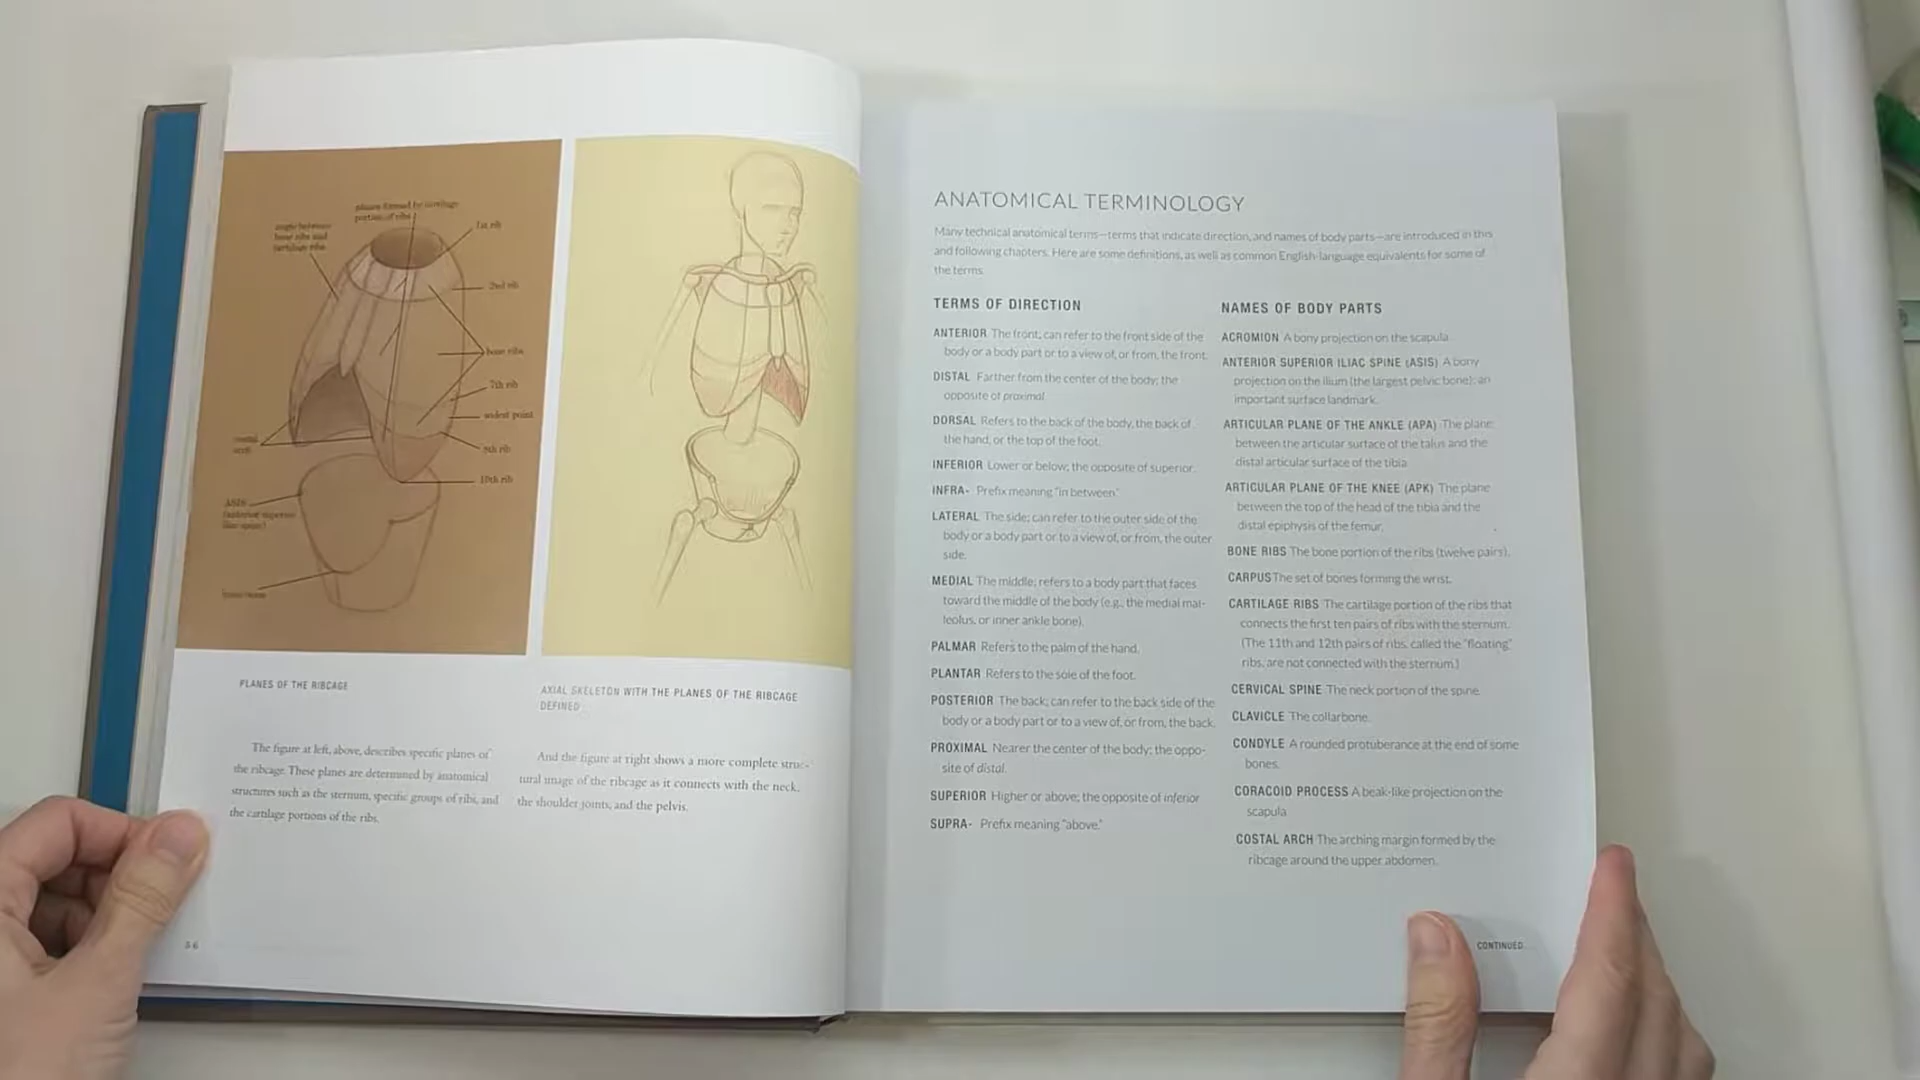 planes formed by cartilage
portion of ribs
angle between
bone ribs and
cartilage ribs
1st rib
2nd rib
bone ribs
7th rib
widest point
8th rib
10th rib
costal
arch
ASIS
(anterior superior
iliac spine)
PLANES OF THE RIBCAGE
AXIAL SKELETON WITH THE PLANES OF THE RIBCAGE
DEFINED
The figure at left, above, describes specific planes of
the ribcage. These planes are determined by anatomical
structures such as the sternum, specific groups of ribs, and
the cartilage portions of the ribs.
And the figure at right shows a more complete struc-
tural image of the ribcage as it connects with the neck,
the shoulder joints, and the pelvis.
56
ANATOMICAL TERMINOLOGY
Many technical anatomical terms—terms that indicate direction, and names of body parts—are introduced in this
and following chapters. Here are some definitions, as well as common English-language equivalents for some of
the terms.
TERMS OF DIRECTION
ANTERIOR The front; can refer to the front side of the
body or a body part or to a view of, or from, the front.
DISTAL Farther from the center of the body; the
opposite of proximal.
DORSAL Refers to the back of the body, the back of
the hand, or the top of the foot.
INFERIOR Lower or below; the opposite of superior.
INFRA- Prefix meaning "in between."
LATERAL The side; can refer to the outer side of the
body or a body part or to a view of, or from, the outer
side.
MEDIAL The middle; refers to a body part that faces
toward the middle of the body (e.g., the medial mal-
leolus, or inner ankle bone).
PALMAR Refers to the palm of the hand.
PLANTAR Refers to the sole of the foot.
POSTERIOR The back; can refer to the back side of the
body or a body part or to a view of, or from, the back.
PROXIMAL Nearer the center of the body; the oppo-
site of distal.
SUPERIOR Higher or above; the opposite of inferior
SUPRA- Prefix meaning "above."
NAMES OF BODY PARTS
ACROMION A bony projection on the scapula.
ANTERIOR SUPERIOR ILIAC SPINE (ASIS) A bony
projection on the ilium (the largest pelvic bone); an
important surface landmark.
ARTICULAR PLANE OF THE ANKLE (APA) The plane
between the articular surface of the talus and the
distal articular surface of the tibia.
ARTICULAR PLANE OF THE KNEE (APK) The plane
between the top of the head of the tibia and the
distal epiphysis of the femur.
BONE RIBS The bone portion of the ribs (twelve pairs).
CARPUS The set of bones forming the wrist.
CARTILAGE RIBS The cartilage portion of the ribs that
connects the first ten pairs of ribs with the sternum.
(The 11th and 12th pairs of ribs, called the "floating"
ribs, are not connected with the sternum.)
CERVICAL SPINE The neck portion of the spine.
CLAVICLE The collarbone.
CONDYLE A rounded protuberance at the end of some
bones.
CORACOID PROCESS A beak-like projection on the
scapula.
COSTAL ARCH The arching margin formed by the
ribcage around the upper abdomen.
CONTINUED